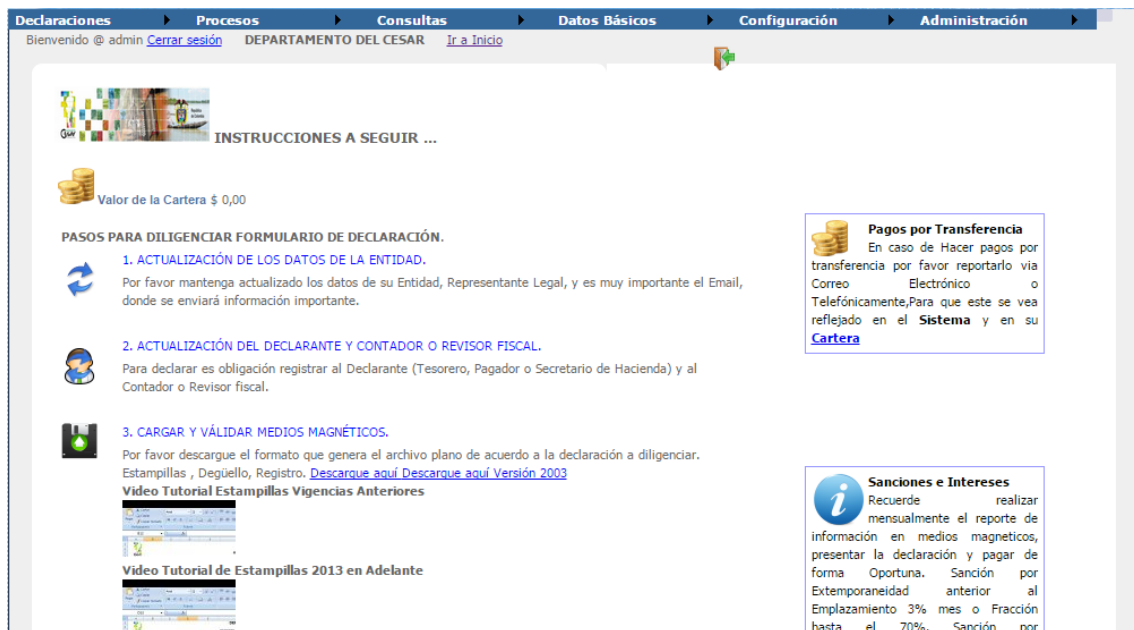 Declaraciones Procesos Consultas Datos Básicos Configuración Administración
Bienvenido @ admin Cerrar sesión DEPARTAMENTO DEL CESAR Ir a Inicio
INSTRUCCIONES A SEGUIR ...
Valor de la Cartera $ 0,00
PASOS PARA DILIGENCIAR FORMULARIO DE DECLARACIÓN.
1. ACTUALIZACIÓN DE LOS DATOS DE LA ENTIDAD.
Por favor mantenga actualizado los datos de su Entidad, Representante Legal, y es muy importante el Email,
donde se enviará información importante.
2. ACTUALIZACIÓN DEL DECLARANTE Y CONTADOR O REVISOR FISCAL.
Para declarar es obligación registrar al Declarante (Tesorero, Pagador o Secretario de Hacienda) y al
Contador o Revisor fiscal.
3. CARGAR Y VÁLIDAR MEDIOS MAGNÉTICOS.
Por favor descargue el formato que genera el archivo plano de acuerdo a la declaración a diligenciar.
Estampillas , Degüello, Registro. Descargue aquí Descargue aquí Versión 2003
Video Tutorial Estampillas Vigencias Anteriores
Video Tutorial de Estampillas 2013 en Adelante
Pagos por Transferencia
En caso de Hacer pagos por
transferencia por favor reportarlo via
Correo Electrónico o
Telefónicamente,Para que este se vea
reflejado en el Sistema y en su
Cartera
Sanciones e Intereses
Recuerde realizar
mensualmente el reporte de
información en medios magneticos,
presentar la declaración y pagar de
forma Oportuna. Sanción por
Extemporaneidad anterior al
Emplazamiento 3% mes o Fracción
hasta el 70%. Sanción por